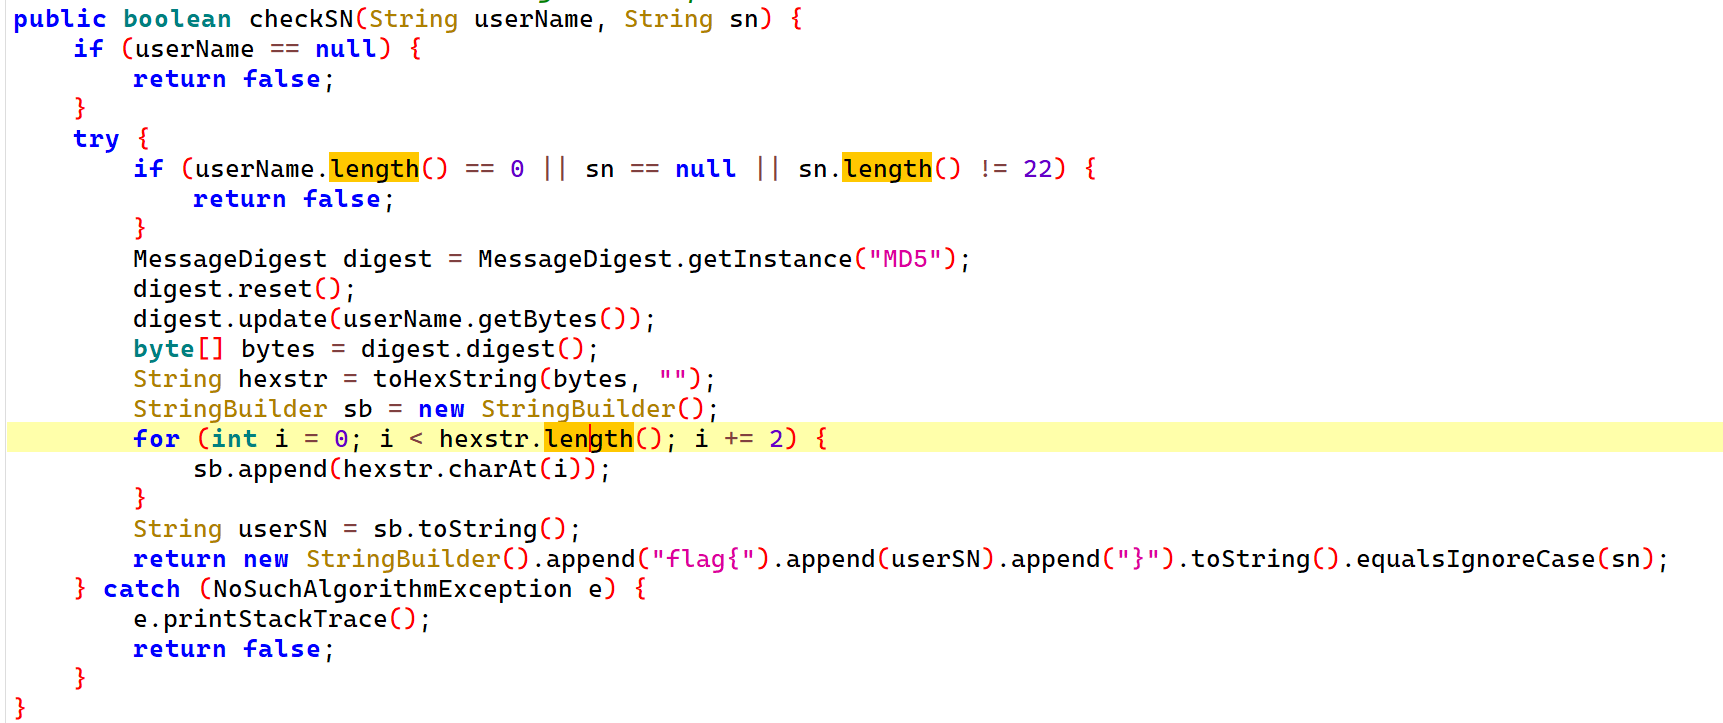 public boolean checkSN(String userName, String sn) {
    if (userName == null) {
        return false;
    }
    try {
        if (userName.length() == 0 || sn == null || sn.length() != 22) {
            return false;
        }
        MessageDigest digest = MessageDigest.getInstance("MD5");
        digest.reset();
        digest.update(userName.getBytes());
        byte[] bytes = digest.digest();
        String hexstr = toHexString(bytes, "");
        StringBuilder sb = new StringBuilder();
        for (int i = 0; i < hexstr.length(); i += 2) {
            sb.append(hexstr.charAt(i));
        }
        String userSN = sb.toString();
        return new StringBuilder().append("flag{").append(userSN).append("}").toString().equalsIgnoreCase(sn);
    } catch (NoSuchAlgorithmException e) {
        e.printStackTrace();
        return false;
    }
}